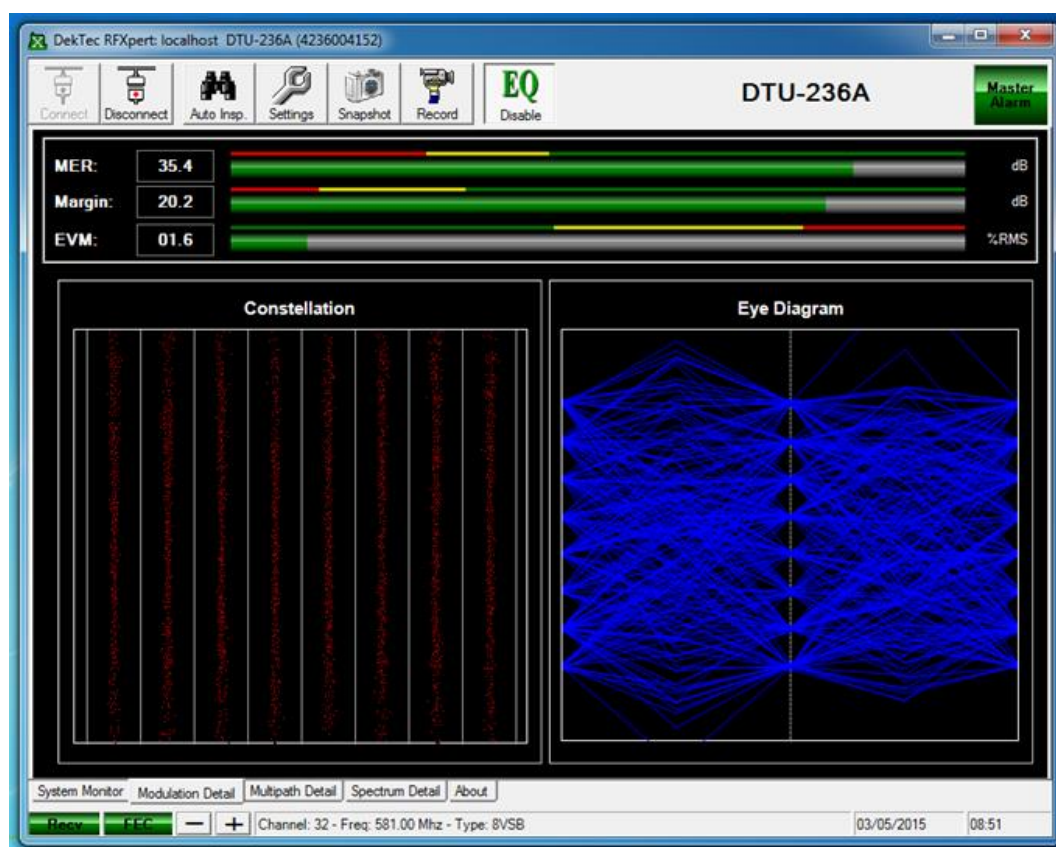 DekTec RFXpert: localhost DTU-236A (4236004152)
Connect Disconnect Auto Insp. Settings Snapshot Record EQ Disable DTU-236A Master Alarm
MER: 35.4 dB
Margin: 20.2 dB
EVM: 01.6 %RMS
Constellation Eye Diagram
System Monitor Modulation Detail Multipath Detail Spectrum Detail About
Recv FEC − + Channel: 32 - Freq: 581.00 Mhz - Type: 8VSB 03/05/2015 08:51